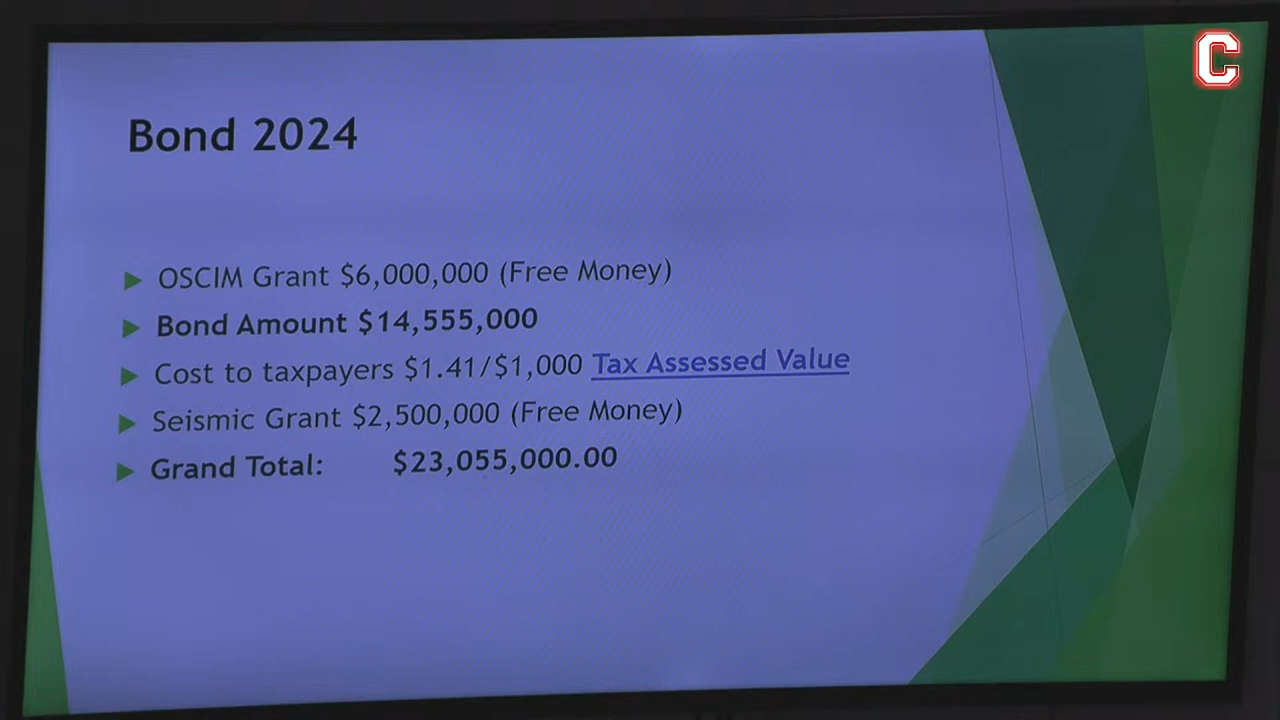 C
Bond 2024
OSCIM Grant $6,000,000 (Free Money)
Bond Amount $14,555,000
Cost to taxpayers $1.41/$1,000 Tax Assessed Value
Seismic Grant $2,500,000 (Free Money)
Grand Total: $23,055,000.00